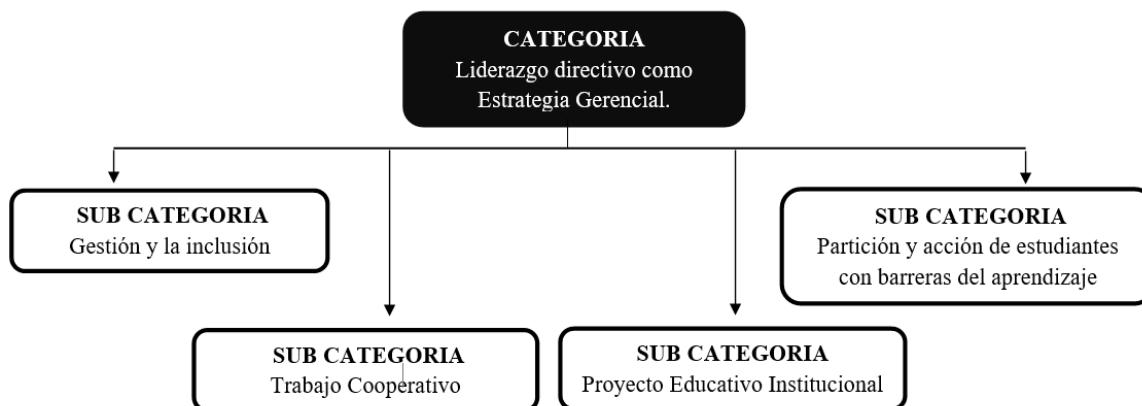 CATEGORIA
Liderazgo directivo como
Estrategia Gerencial.
SUB CATEGORIA
Gestión y la inclusión
SUB CATEGORIA
Partición y acción de estudiantes
con barreras del aprendizaje
SUB CATEGORIA
Trabajo Cooperativo
SUB CATEGORIA
Proyecto Educativo Institucional